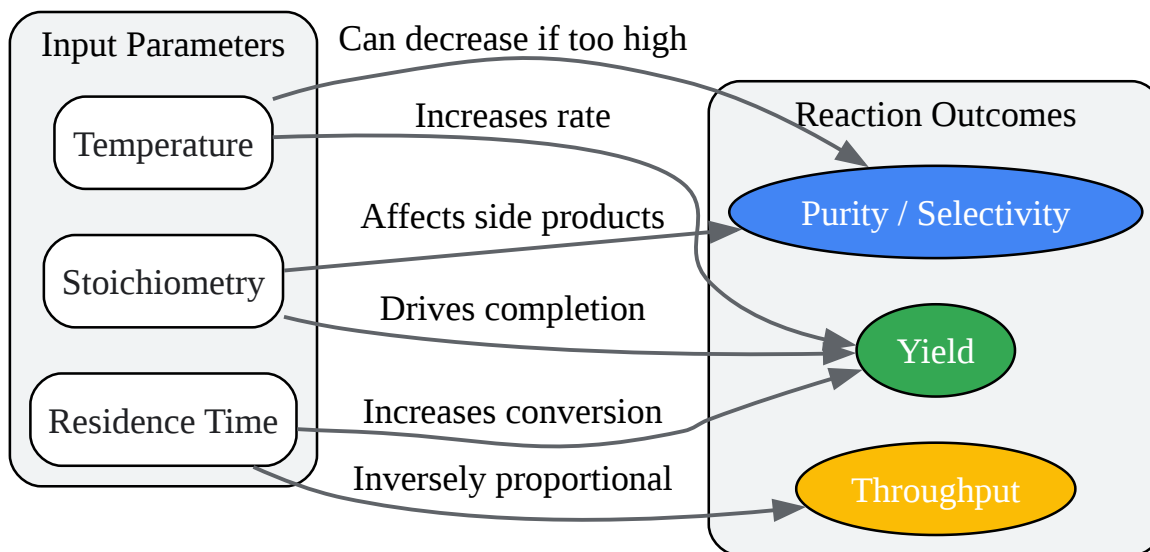 Input Parameters
Temperature
Stoichiometry
Residence Time
Can decrease if too high
Increases rate
Affects side products
Drives completion
Increases conversion
Inversely proportional
Reaction Outcomes
Purity / Selectivity
Yield
Throughput